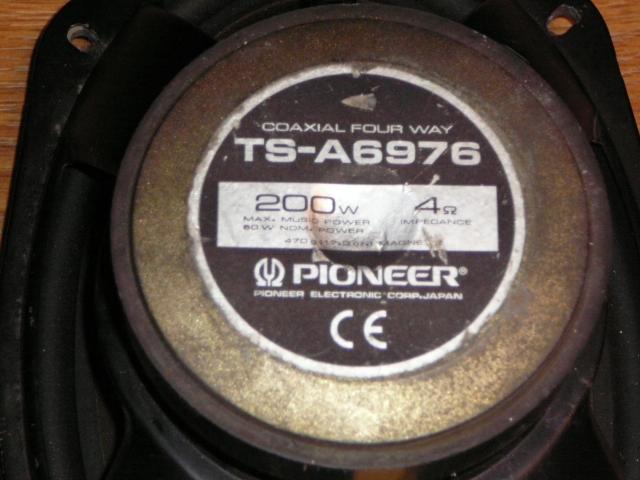 COAXIAL FOUR WAY
TS-A6976
200W 4Ω
MAX. MUSIC POWER IMPEDANCE
60W NOM. POWER
PIONEER®
PIONEER ELECTRONIC CORP. JAPAN
CE